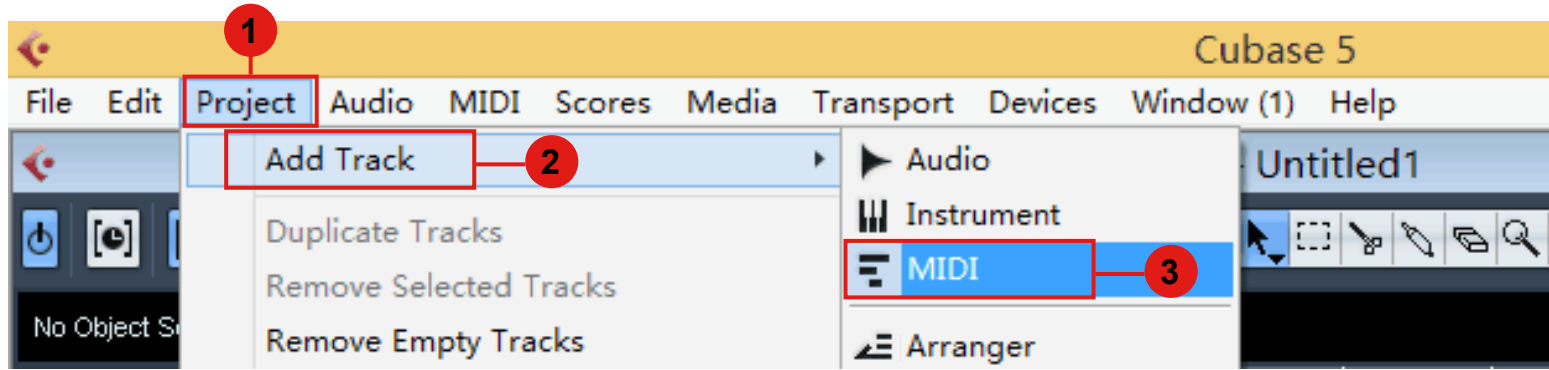 1
Cubase 5
File Edit Project Audio MIDI Scores Media Transport Devices Window (1) Help
Add Track 2
Audio
Untitled1
Duplicate Tracks
Instrument
Remove Selected Tracks
MIDI 3
No Object
Remove Empty Tracks
Arranger